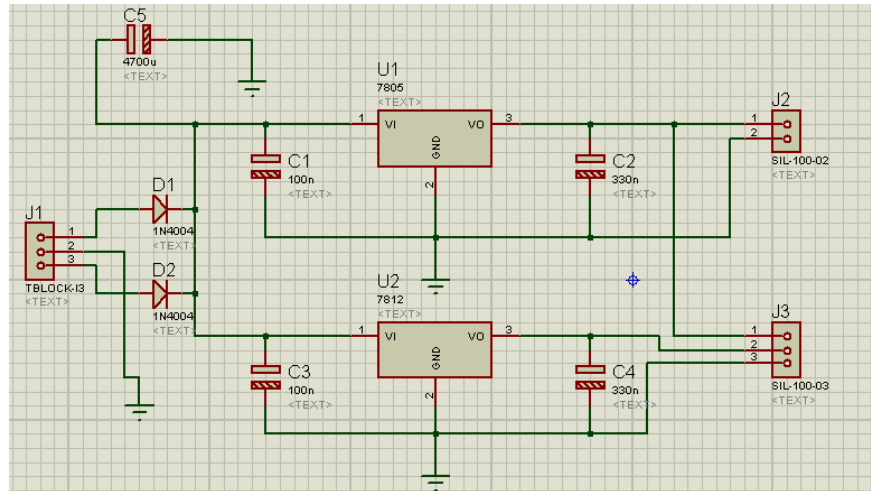 C5
4700u
<TEXT>
U1
7805
<TEXT>
1
VI
VO
3
GND
2
J2
1
2
SIL-100-02
<TEXT>
C1
100n
<TEXT>
C2
330n
<TEXT>
D1
1N4004
<TEXT>
J1
1
2
3
TBLOCK-I3
<TEXT>
D2
1N4004
<TEXT>
U2
7812
<TEXT>
1
VI
VO
3
GND
2
J3
1
2
3
SIL-100-03
<TEXT>
C3
100n
<TEXT>
C4
330n
<TEXT>